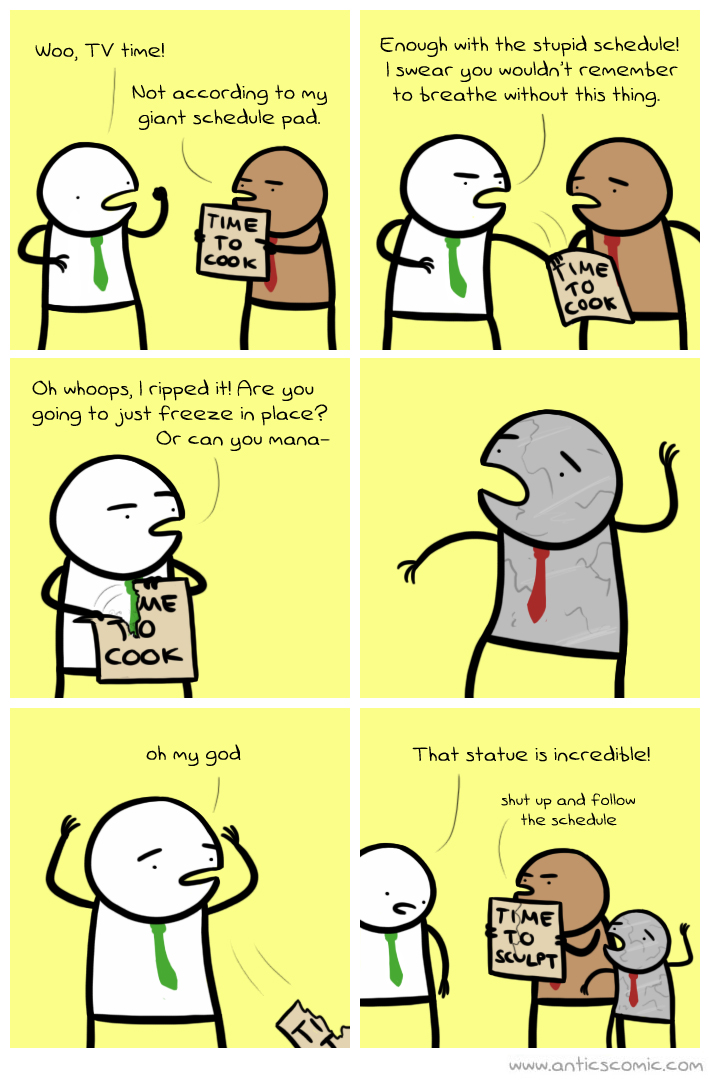 Woo, TV time!
Not according to my
giant schedule pad.
TIME
TO
COOK
Enough with the stupid schedule!
I swear you wouldn't remember
to breathe without this thing.
TIME
TO
COOK
Oh whoops, I ripped it! Are you
going to just freeze in place?
Or can you mana-
ME
TO
COOK
oh my god
TI
T
That statue is incredible!
shut up and follow
the schedule
TIME
TO
SCULPT
www.anticscomic.com